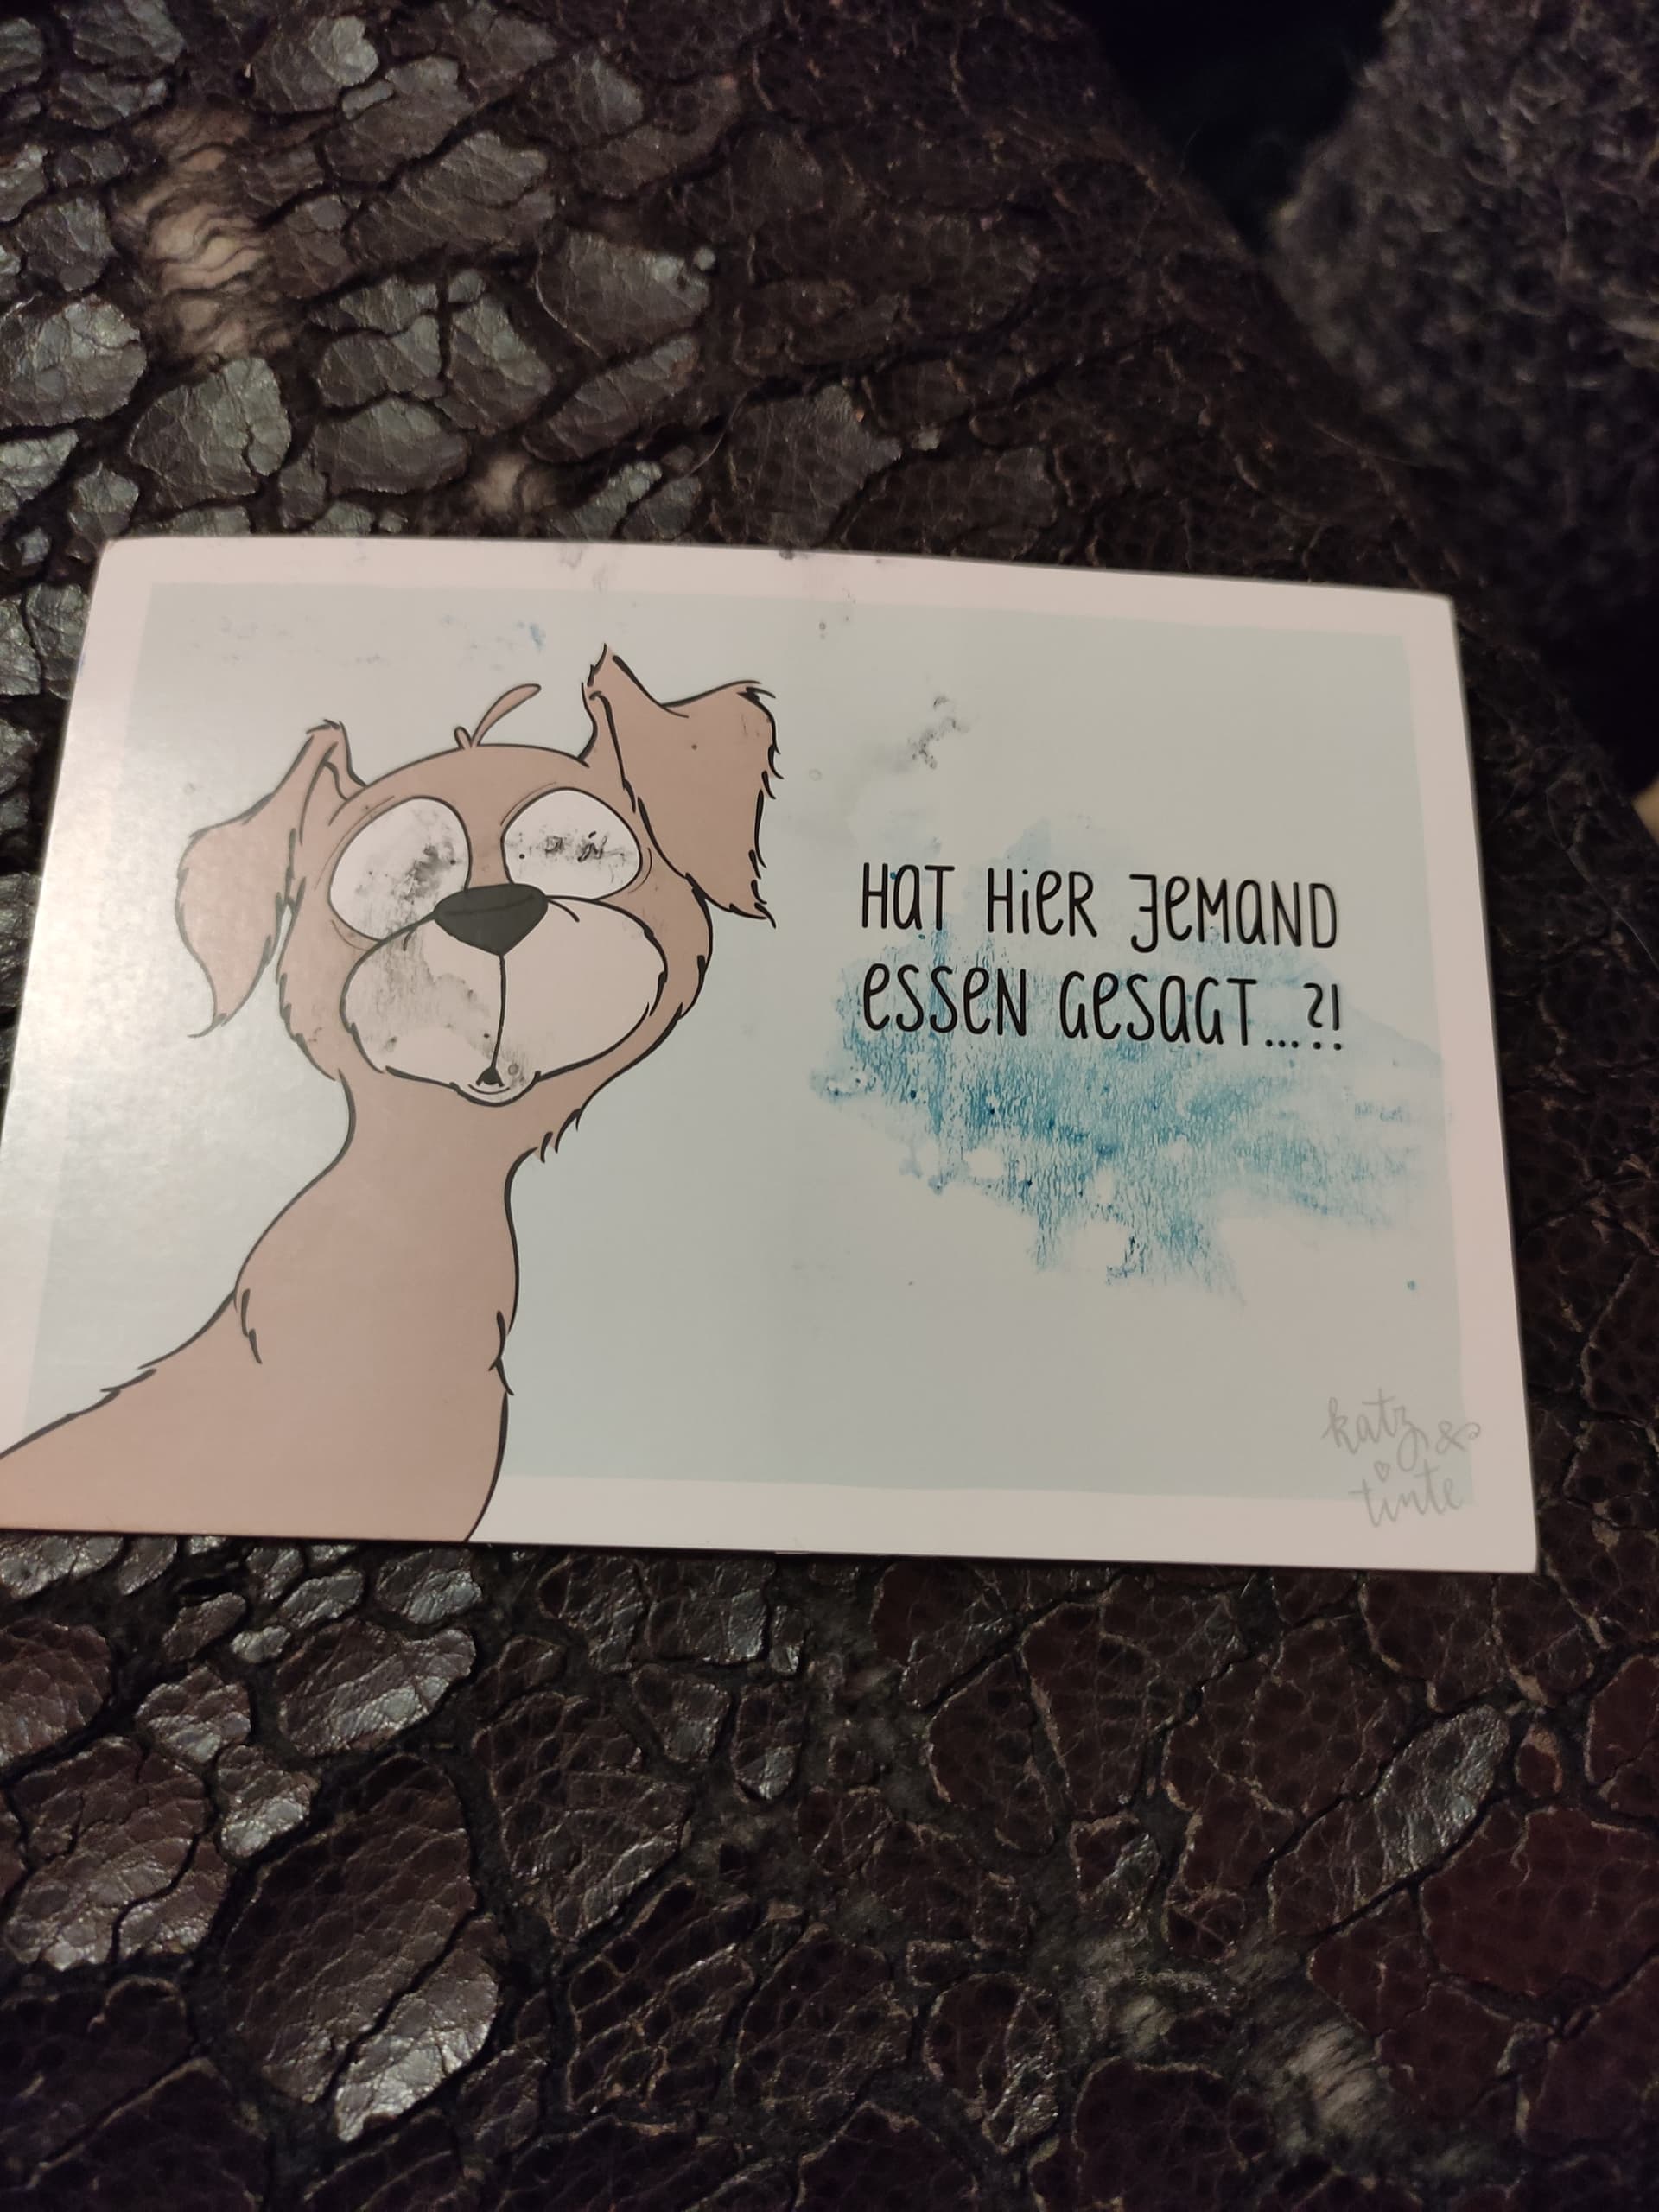 HaT HieR JeMaND
esseN GesaGT...?!
katz &
tinte